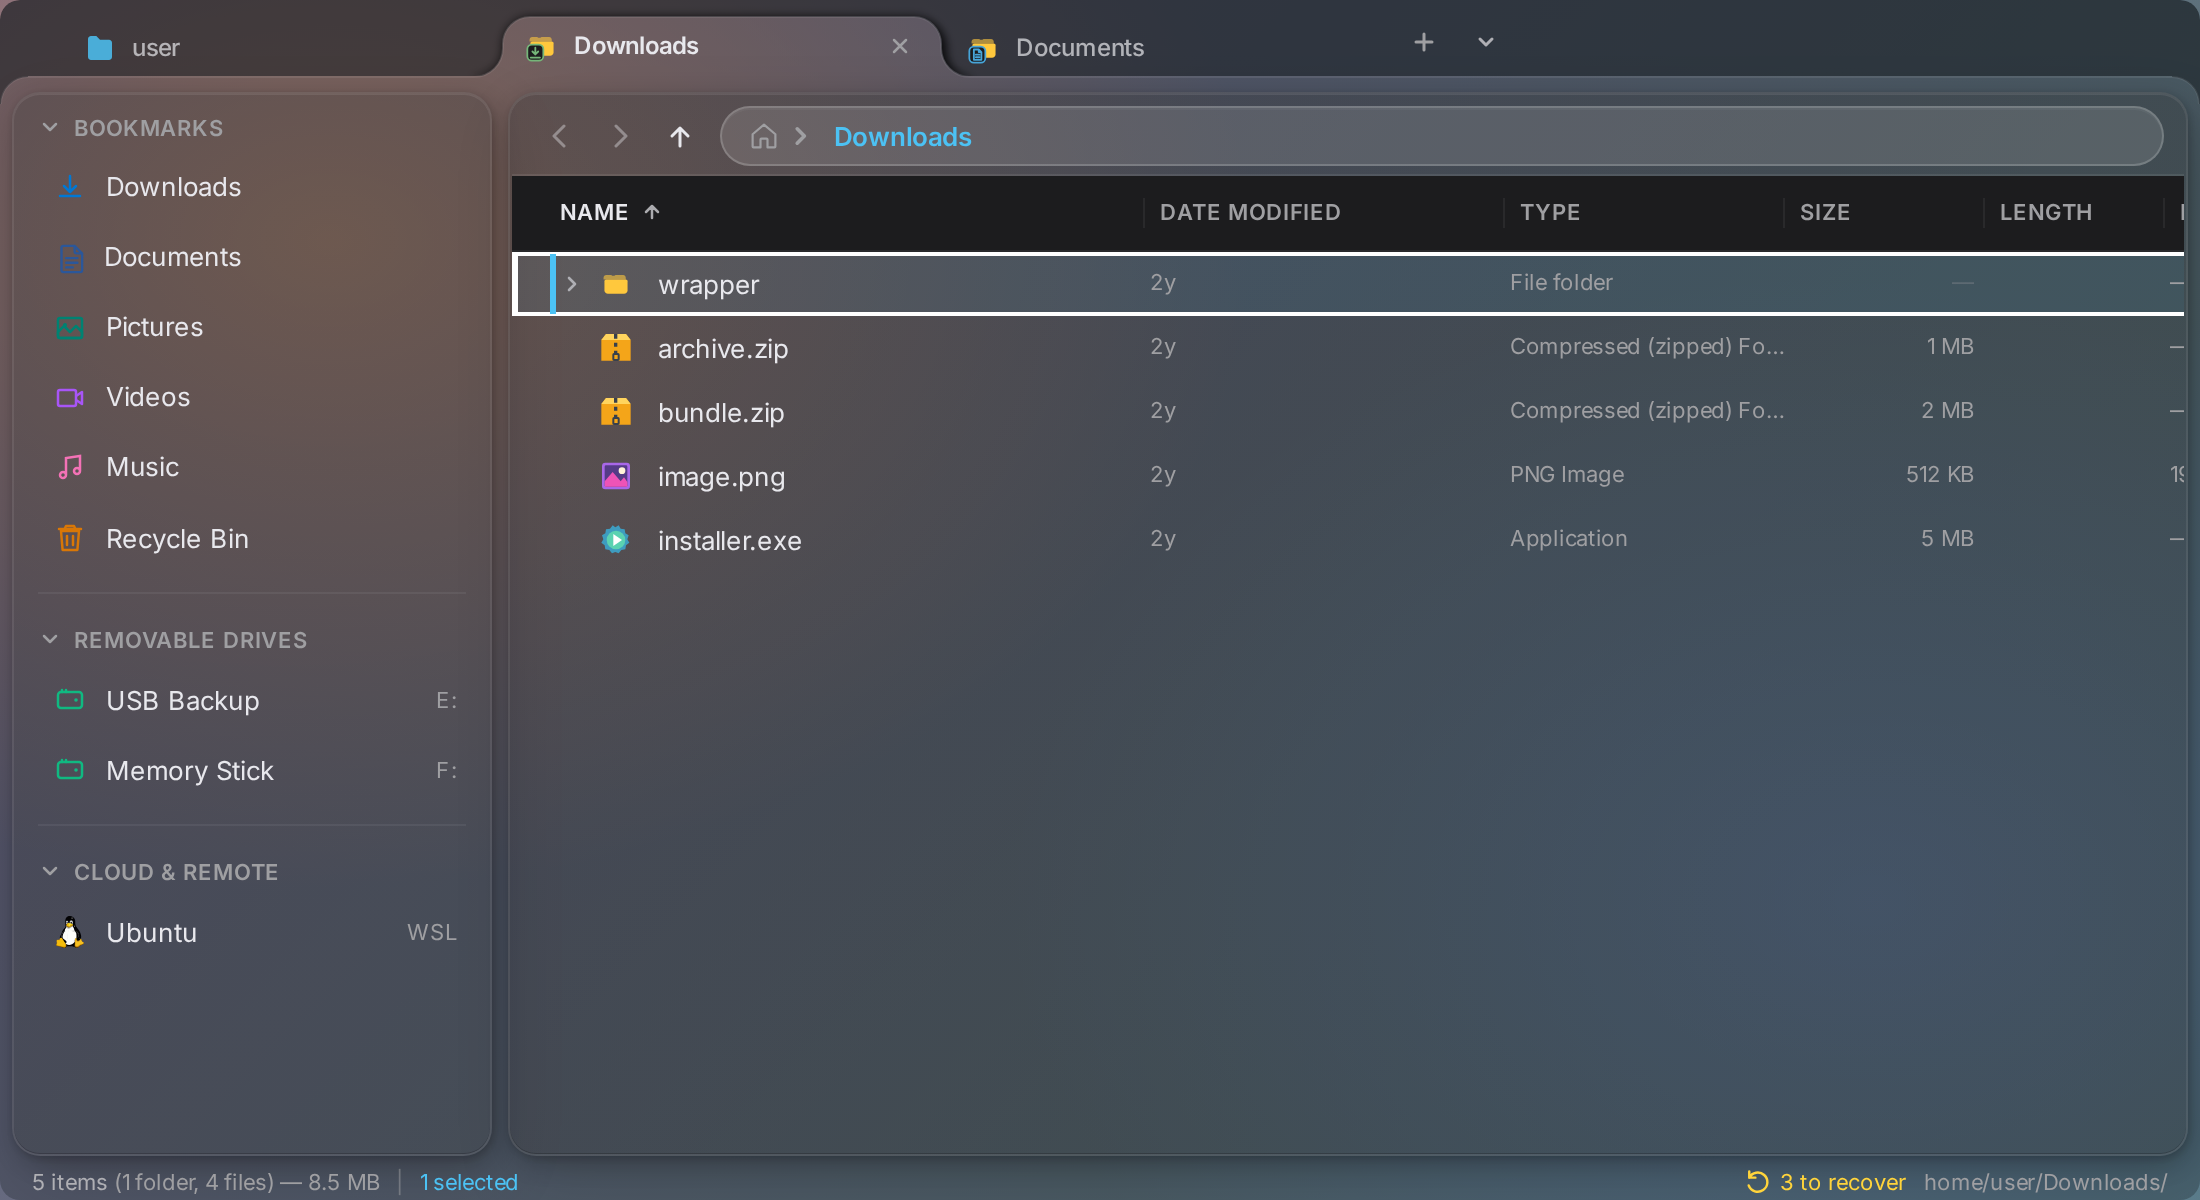 user
Downloads
Documents
BOOKMARKS
Downloads
Documents
Pictures
Videos
Music
Recycle Bin
REMOVABLE DRIVES
USB Backup E:
Memory Stick F:
CLOUD & REMOTE
Ubuntu WSL
Downloads
NAME DATE MODIFIED TYPE SIZE LENGTH
wrapper 2y File folder — —
archive.zip 2y Compressed (zipped) Fo... 1 MB —
bundle.zip 2y Compressed (zipped) Fo... 2 MB —
image.png 2y PNG Image 512 KB
installer.exe 2y Application 5 MB —
5 items (1 folder, 4 files) — 8.5 MB 1 selected
3 to recover home/user/Downloads/